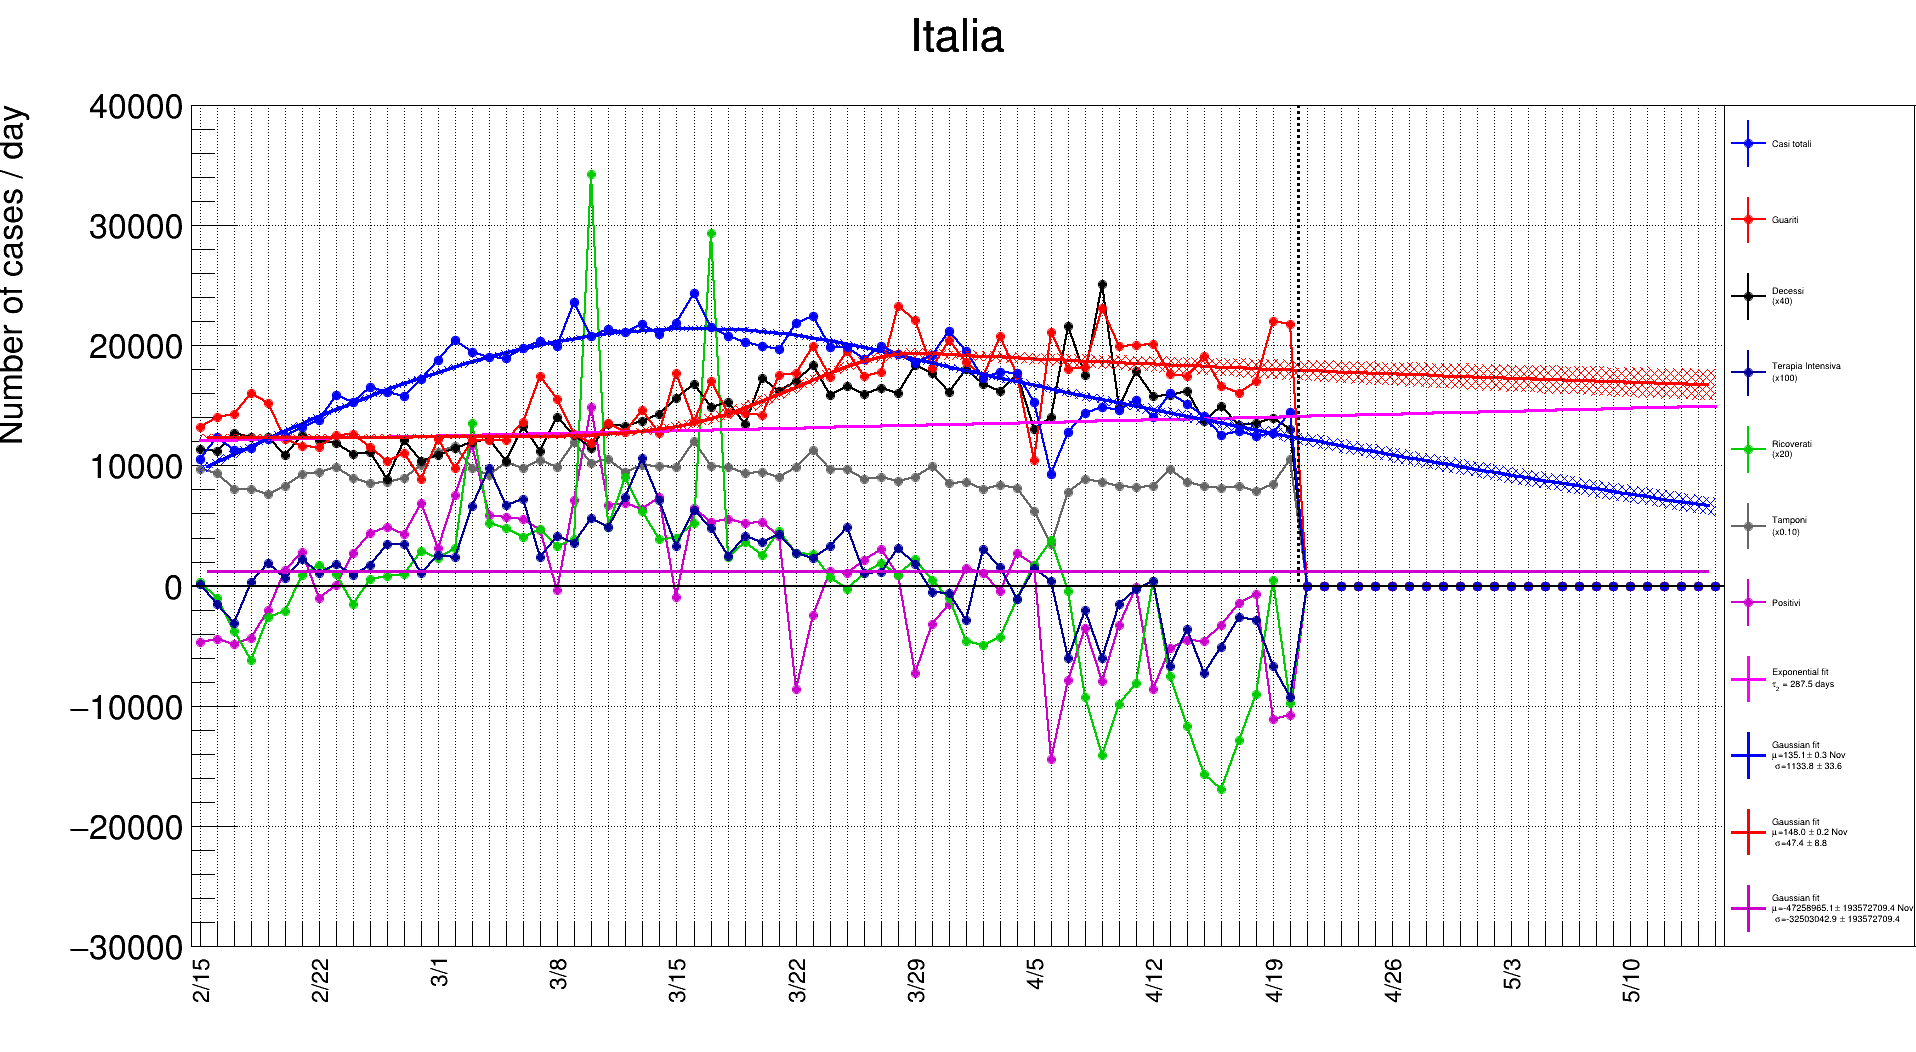 Italia
Number of cases / day
40000
30000
20000
10000
0
−10000
−20000
−30000
2/15
2/22
3/1
3/8
3/15
3/22
3/29
4/5
4/12
4/19
4/26
5/3
5/10
Casi totali
Guariti
Decessi
(x40)
Terapia Intensiva
(x100)
Ricoverati
(x20)
Tamponi
(x0.10)
Positivi
Exponential fit
τ2 = 287.5 days
Gaussian fit
μ=135.1 ± 0.3 Nov
σ=1133.8 ± 33.6
Gaussian fit
μ=148.0 ± 0.2 Nov
σ=47.4 ± 8.8
Gaussian fit
μ=-47258965.1 ± 193572709.4 Nov
σ=-32503042.9 ± 193572709.4